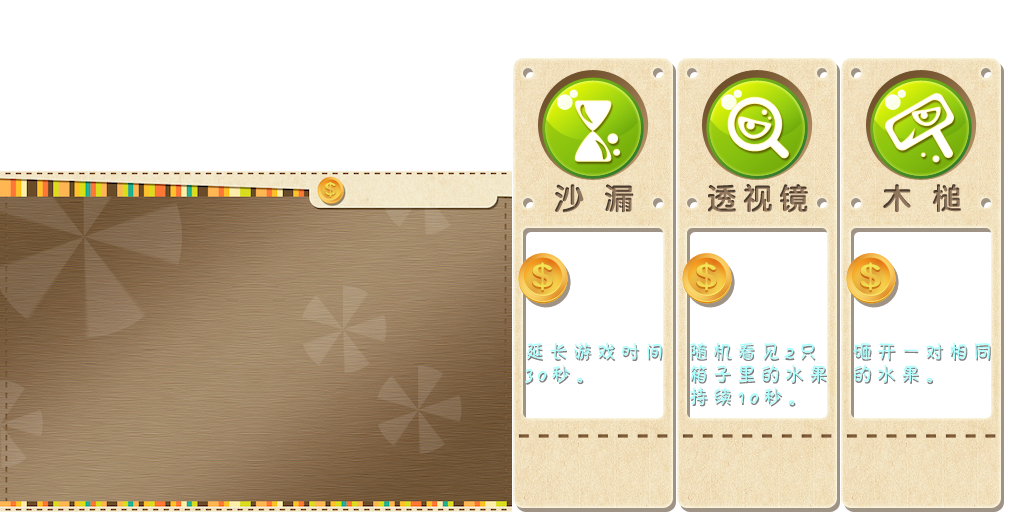 沙漏
透视镜
木槌
延长游戏时间
30秒。
随机看见2只
箱子里的水果
持续10秒。
砸开一对相同
的水果。